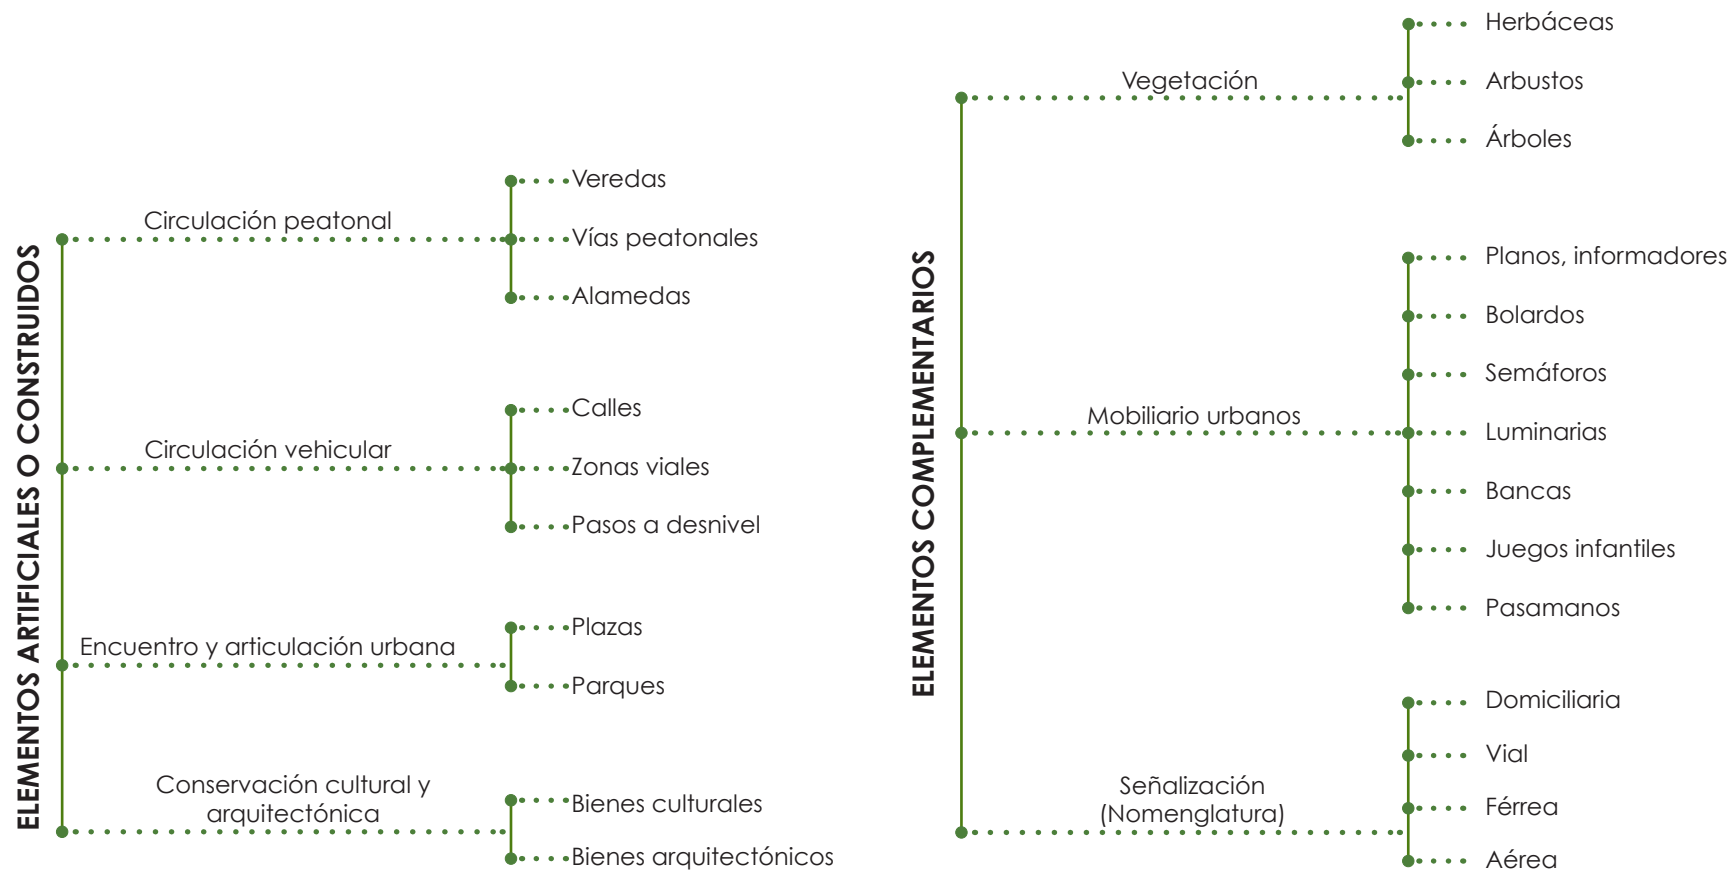 ELEMENTOS ARTIFICIALES O CONSTRUIDOS
Circulación peatonal
Veredas
Vías peatonales
Alamedas
Circulación vehicular
Calles
Zonas viales
Pasos a desnivel
Encuentro y articulación urbana
Plazas
Parques
Conservación cultural y
arquitectónica
Bienes culturales
Bienes arquitectónicos
ELEMENTOS COMPLEMENTARIOS
Vegetación
Herbáceas
Arbustos
Árboles
Mobiliario urbanos
Planos, informadores
Bolardos
Semáforos
Luminarias
Bancas
Juegos infantiles
Pasamanos
Señalización
(Nomenglatura)
Domiciliaria
Vial
Férrea
Aérea